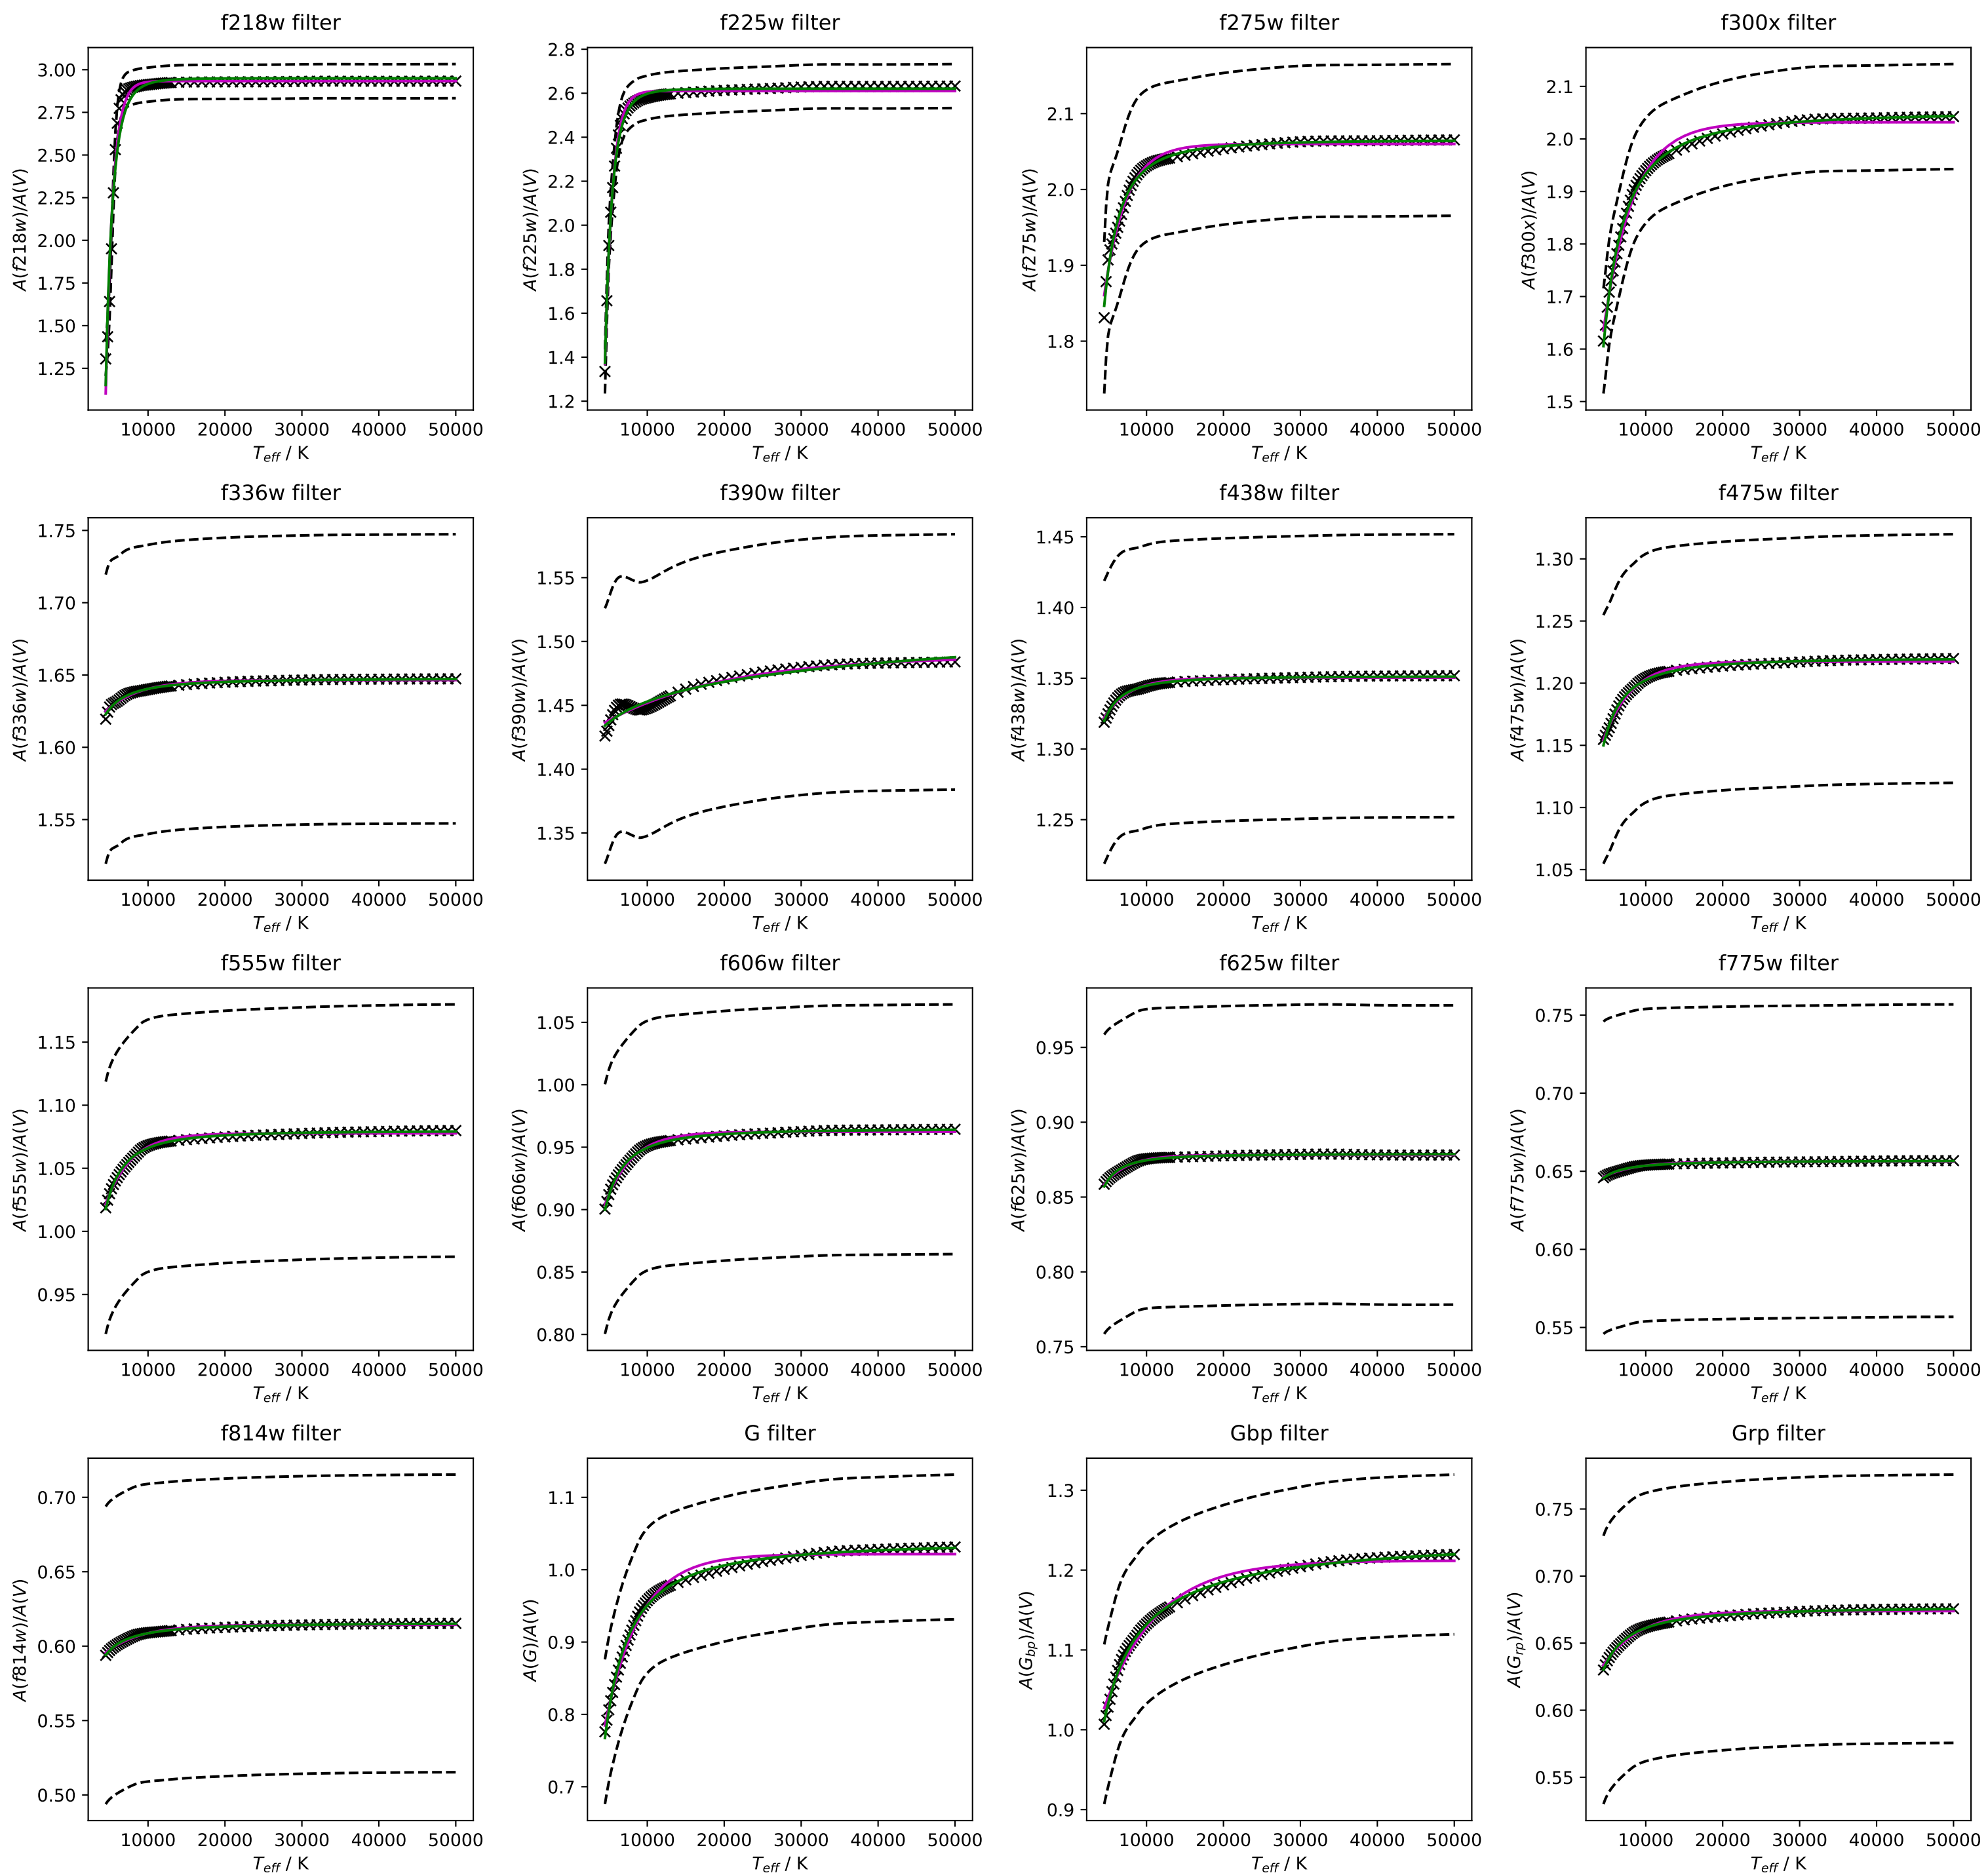 f218w filter
3.00
2.75
2.50
2.25
2.00
1.75
1.50
1.25
A(f218w)/A(V)
10000 20000 30000 40000 50000
T_eff / K
f225w filter
2.8
2.6
2.4
2.2
2.0
1.8
1.6
1.4
1.2
A(f225w)/A(V)
10000 20000 30000 40000 50000
T_eff / K
f275w filter
2.1
2.0
1.9
1.8
A(f275w)/A(V)
10000 20000 30000 40000 50000
T_eff / K
f300x filter
2.1
2.0
1.9
1.8
1.7
1.6
1.5
A(f300x)/A(V)
10000 20000 30000 40000 50000
T_eff / K
f336w filter
1.75
1.70
1.65
1.60
1.55
A(f336w)/A(V)
10000 20000 30000 40000 50000
T_eff / K
f390w filter
1.55
1.50
1.45
1.40
1.35
A(f390w)/A(V)
10000 20000 30000 40000 50000
T_eff / K
f438w filter
1.45
1.40
1.35
1.30
1.25
A(f438w)/A(V)
10000 20000 30000 40000 50000
T_eff / K
f475w filter
1.30
1.25
1.20
1.15
1.10
1.05
A(f475w)/A(V)
10000 20000 30000 40000 50000
T_eff / K
f555w filter
1.15
1.10
1.05
1.00
0.95
A(f555w)/A(V)
10000 20000 30000 40000 50000
T_eff / K
f606w filter
1.05
1.00
0.95
0.90
0.85
0.80
A(f606w)/A(V)
10000 20000 30000 40000 50000
T_eff / K
f625w filter
0.95
0.90
0.85
0.80
0.75
A(f625w)/A(V)
10000 20000 30000 40000 50000
T_eff / K
f775w filter
0.75
0.70
0.65
0.60
0.55
A(f775w)/A(V)
10000 20000 30000 40000 50000
T_eff / K
f814w filter
0.70
0.65
0.60
0.55
0.50
A(f814w)/A(V)
10000 20000 30000 40000 50000
T_eff / K
G filter
1.1
1.0
0.9
0.8
0.7
A(G)/A(V)
10000 20000 30000 40000 50000
T_eff / K
Gbp filter
1.3
1.2
1.1
1.0
0.9
A(G_bp)/A(V)
10000 20000 30000 40000 50000
T_eff / K
Grp filter
0.75
0.70
0.65
0.60
0.55
A(G_rp)/A(V)
10000 20000 30000 40000 50000
T_eff / K